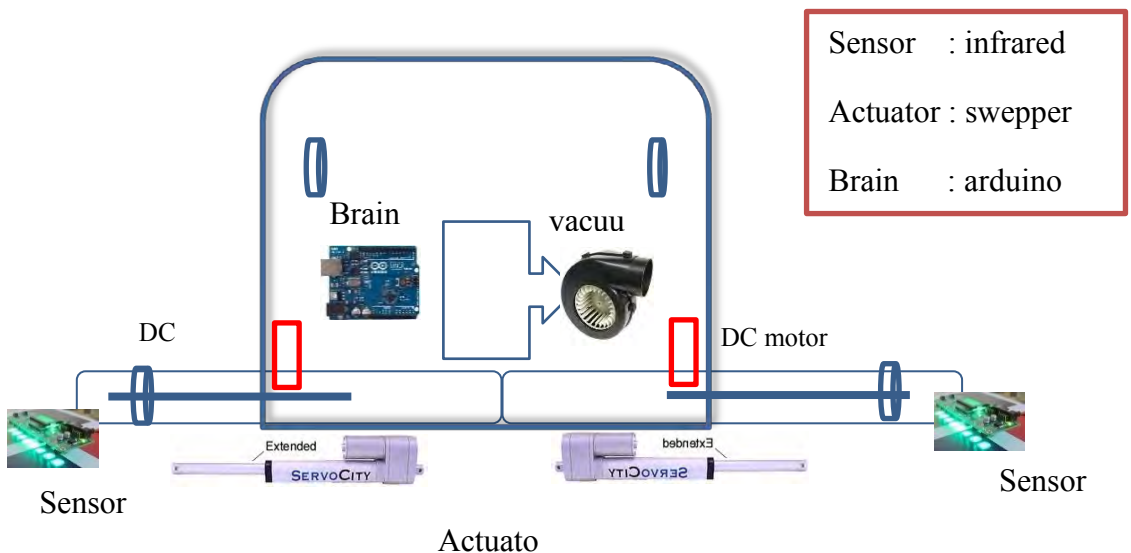 Sensor : infrared
Actuator : swepper
Brain : arduino
Brain
vacuu
DC
DC motor
Extended
SERVOCITY
Extended
SERVOCITY
Sensor
Sensor
Actuato